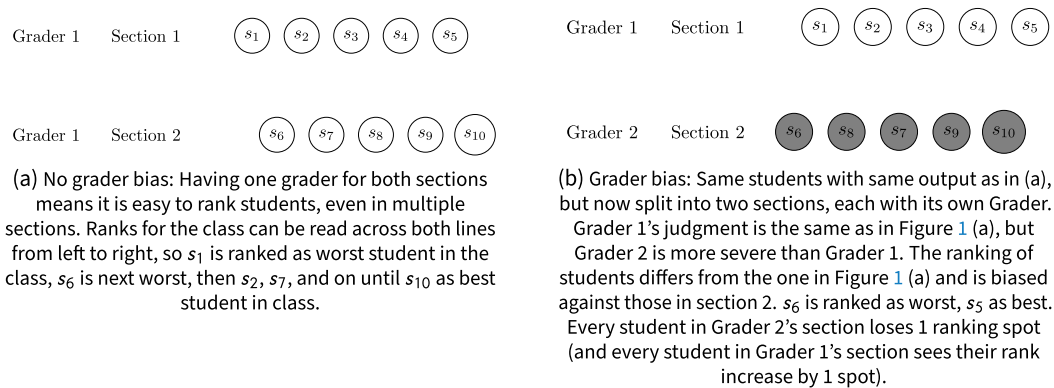 Grader 1 Section 1 s1 s2 s3 s4 s5
Grader 1 Section 2 s6 s7 s8 s9 s10
(a) No grader bias: Having one grader for both sections
means it is easy to rank students, even in multiple
sections. Ranks for the class can be read across both lines
from left to right, so s1 is ranked as worst student in the
class, s6 is next worst, then s2, s7, and on until s10 as best
student in class.
Grader 1 Section 1 s1 s2 s3 s4 s5
Grader 2 Section 2 s6 s8 s7 s9 s10
(b) Grader bias: Same students with same output as in (a),
but now split into two sections, each with its own Grader.
Grader 1's judgment is the same as in Figure 1 (a), but
Grader 2 is more severe than Grader 1. The ranking of
students differs from the one in Figure 1 (a) and is biased
against those in section 2. s6 is ranked as worst, s5 as best.
Every student in Grader 2's section loses 1 ranking spot
(and every student in Grader 1's section sees their rank
increase by 1 spot).